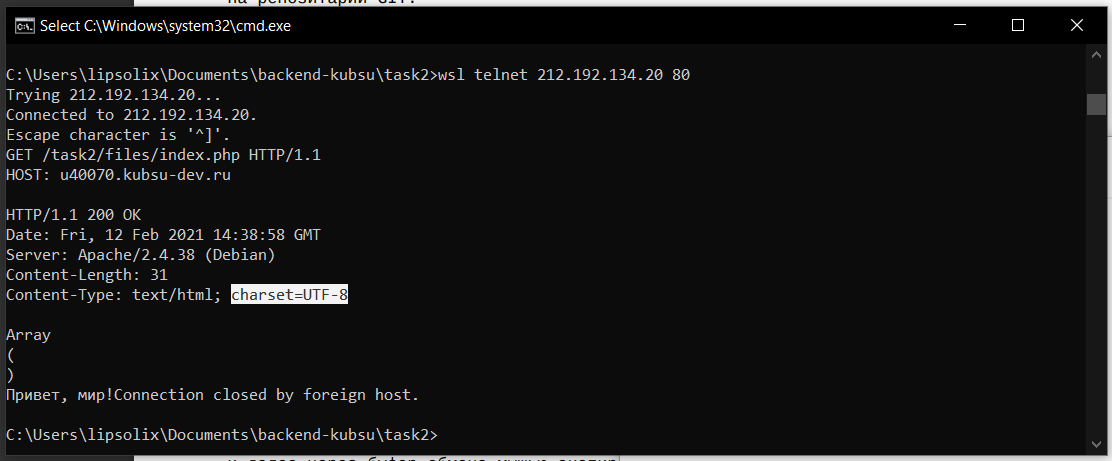 на репозитарий GIT.
Select C:\Windows\system32\cmd.exe
C:\Users\lipsolix\Documents\backend-kubsu\task2>wsl telnet 212.192.134.20 80
Trying 212.192.134.20...
Connected to 212.192.134.20.
Escape character is '^]'.
GET /task2/files/index.php HTTP/1.1
HOST: u40070.kubsu-dev.ru
HTTP/1.1 200 OK
Date: Fri, 12 Feb 2021 14:38:58 GMT
Server: Apache/2.4.38 (Debian)
Content-Length: 31
Content-Type: text/html; charset=UTF-8
Array
(
)
Привет, мир!Connection closed by foreign host.
C:\Users\lipsolix\Documents\backend-kubsu\task2>